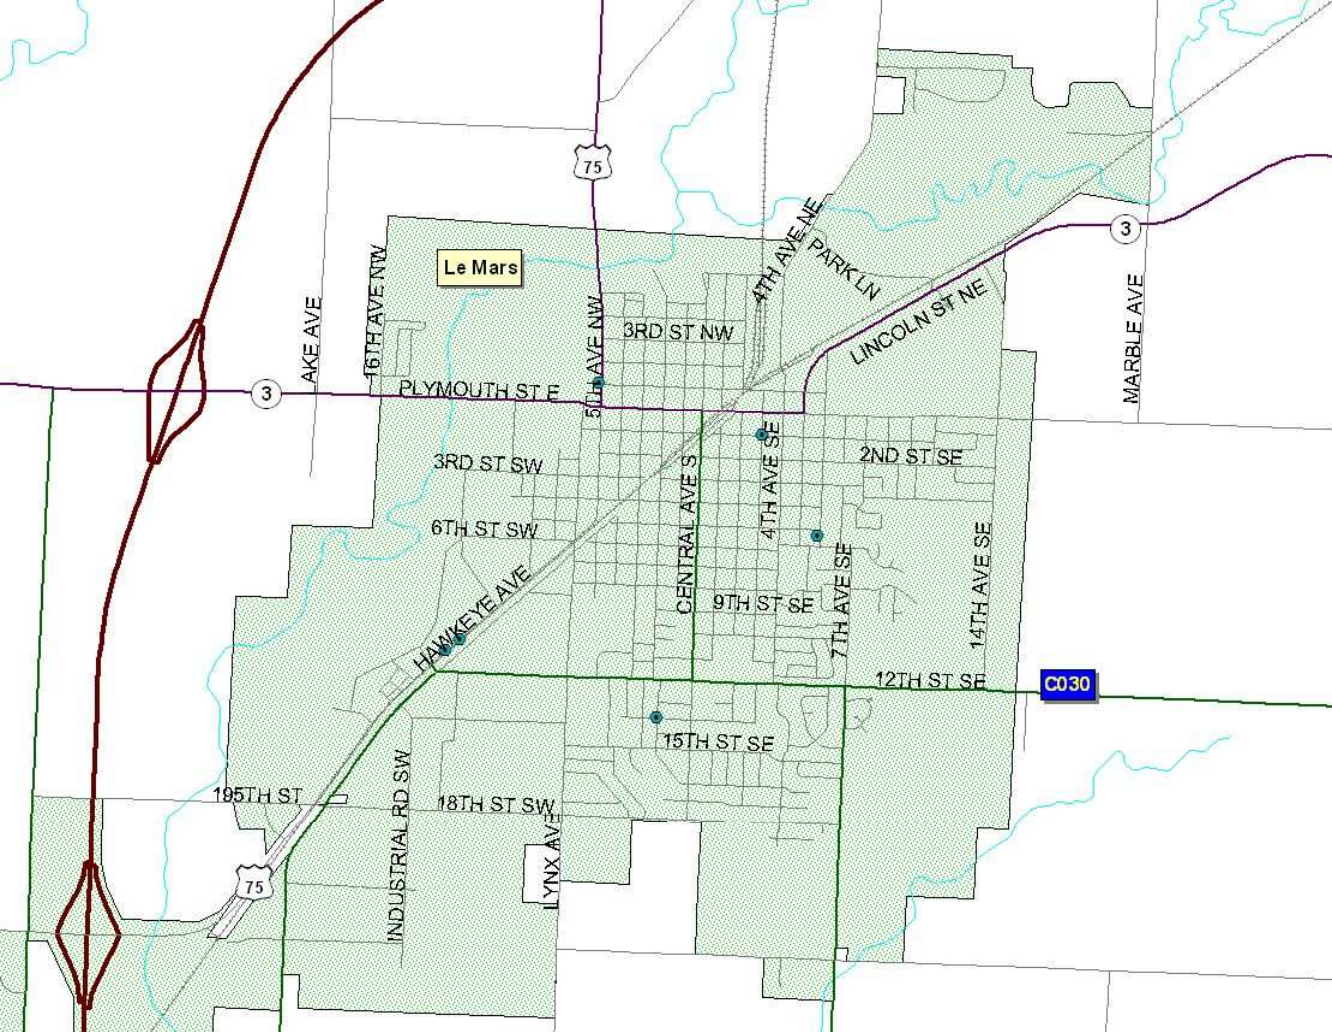 75
4TH AVE NE
PARK LN
3
Le Mars
16TH AVE NW
AKE AVE
5TH AVE NW
3RD ST NW
LINCOLN ST NE
MARBLE AVE
3
PLYMOUTH ST E
3RD ST SW
CENTRAL AVE S
4TH AVE SE
2ND ST SE
6TH ST SW
HAWKEYE AVE
9TH ST SE
7TH AVE SE
14TH AVE SE
12TH ST SE
C030
15TH ST SE
195TH ST
INDUSTRIAL RD SW
18TH ST SW
LYNX AVE
75